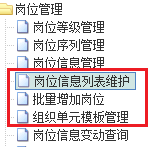 岗位管理
岗位等级管理
岗位序列管理
岗位信息管理
岗位信息列表维护
批量增加岗位
组织单元模板管理
岗位信息变动查询